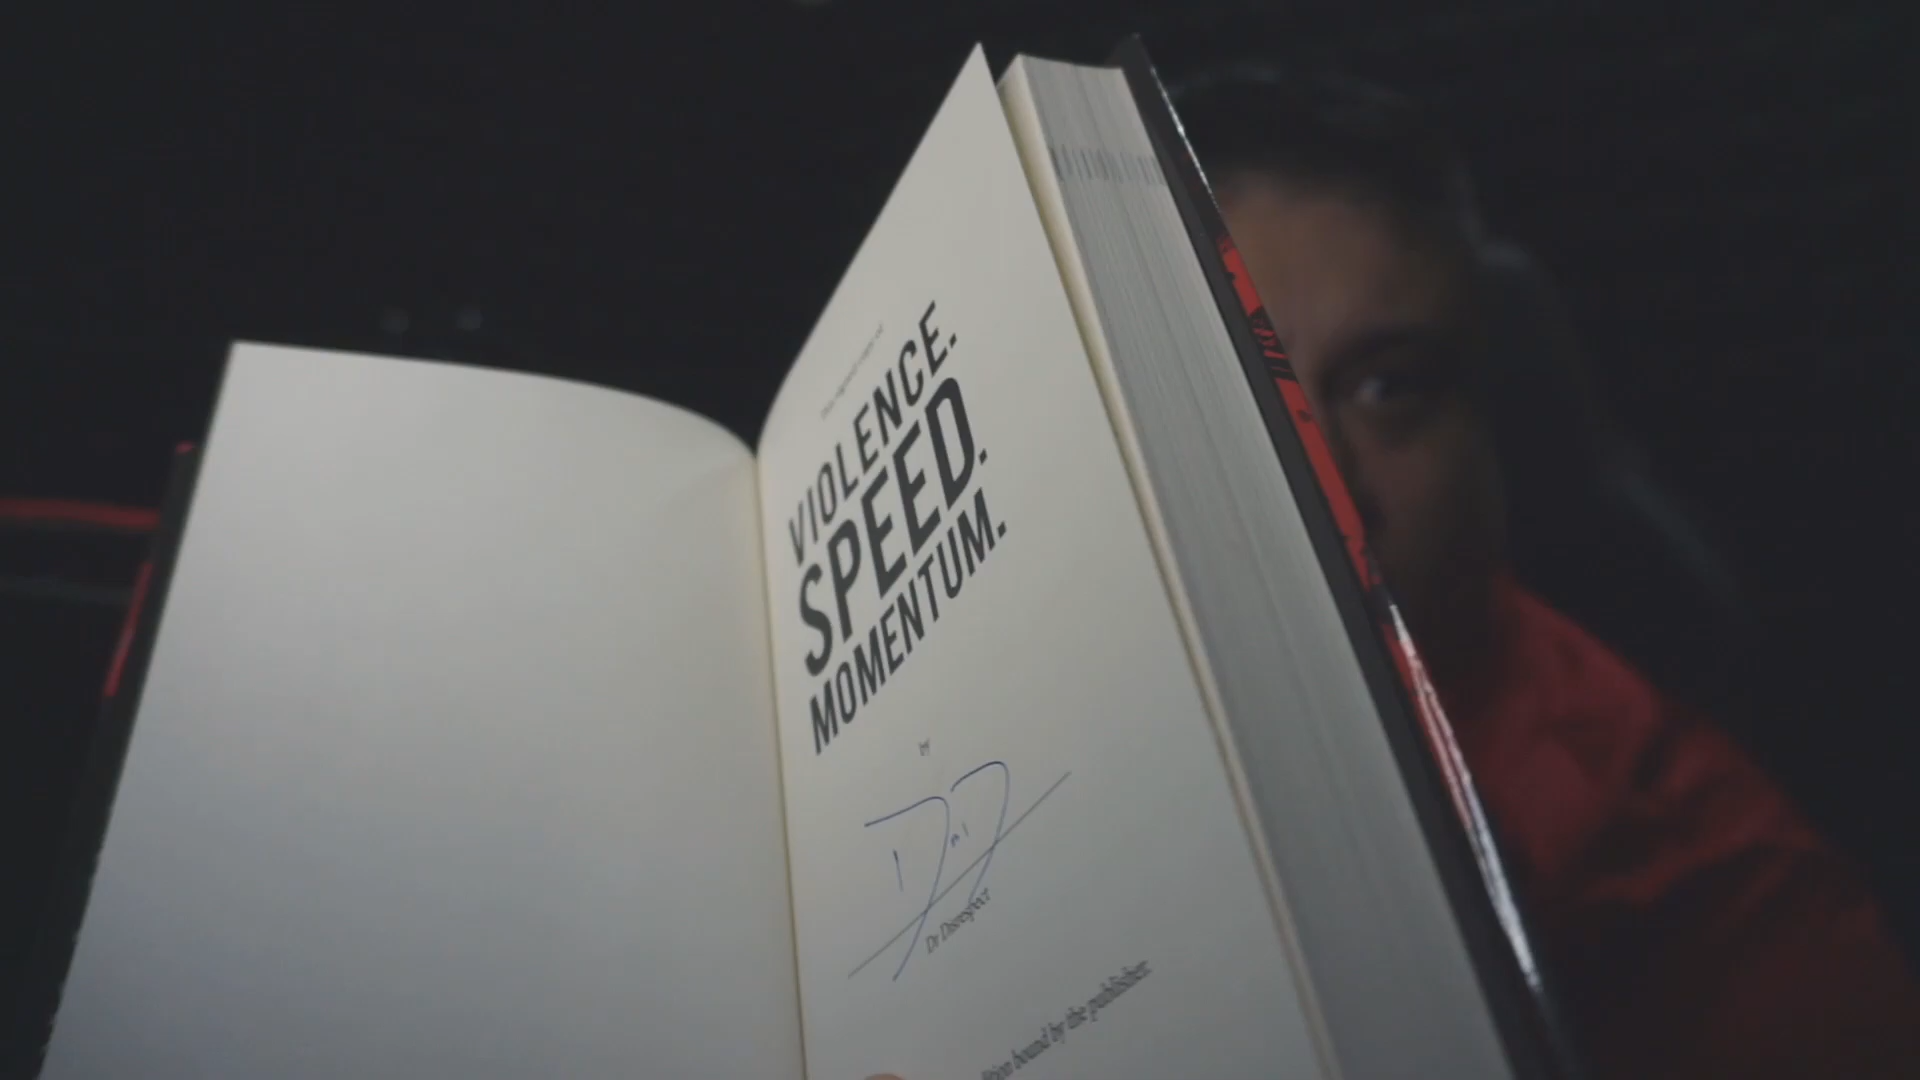 VIOLENCE.
SPEED.
MOMENTUM.
by
Dr Disrespect
bound by the publisher.